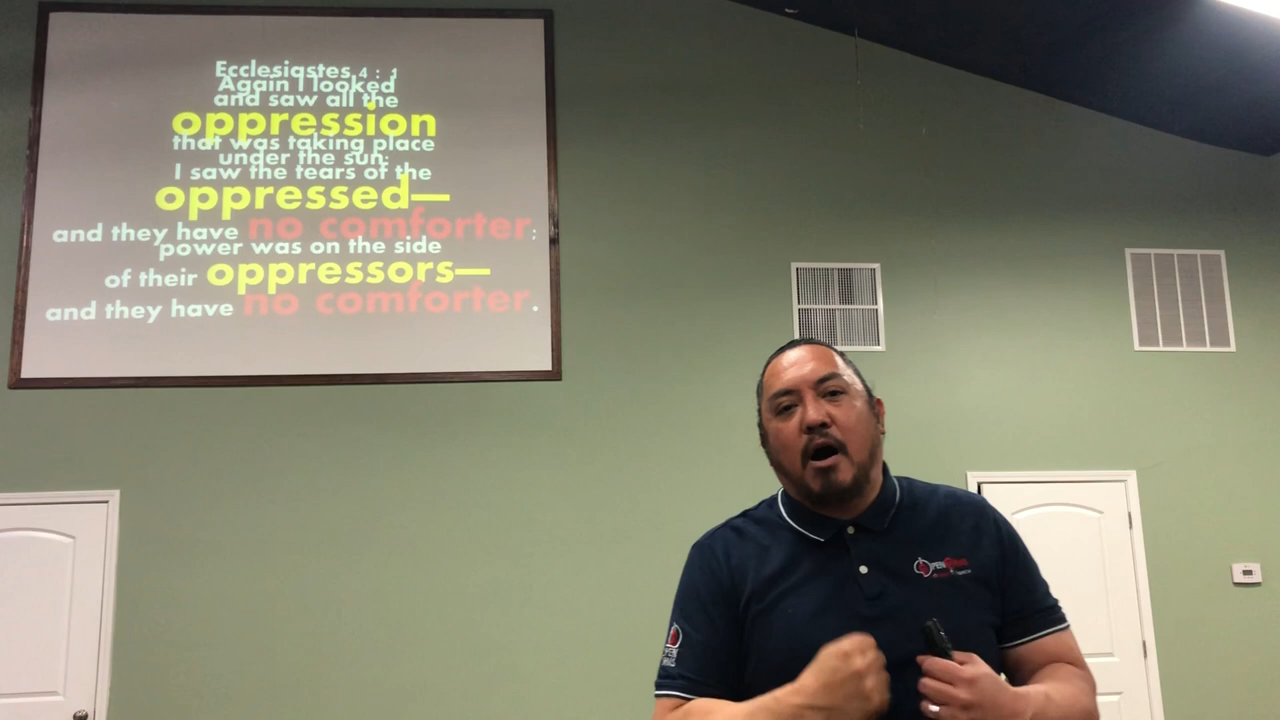 Ecclesiastes 4 : 1
Again I looked
and saw all the
oppression
that was taking place
under the sun:
I saw the tears of the
oppressed—
and they have no comforter;
power was on the side
of their oppressors—
and they have no comforter.